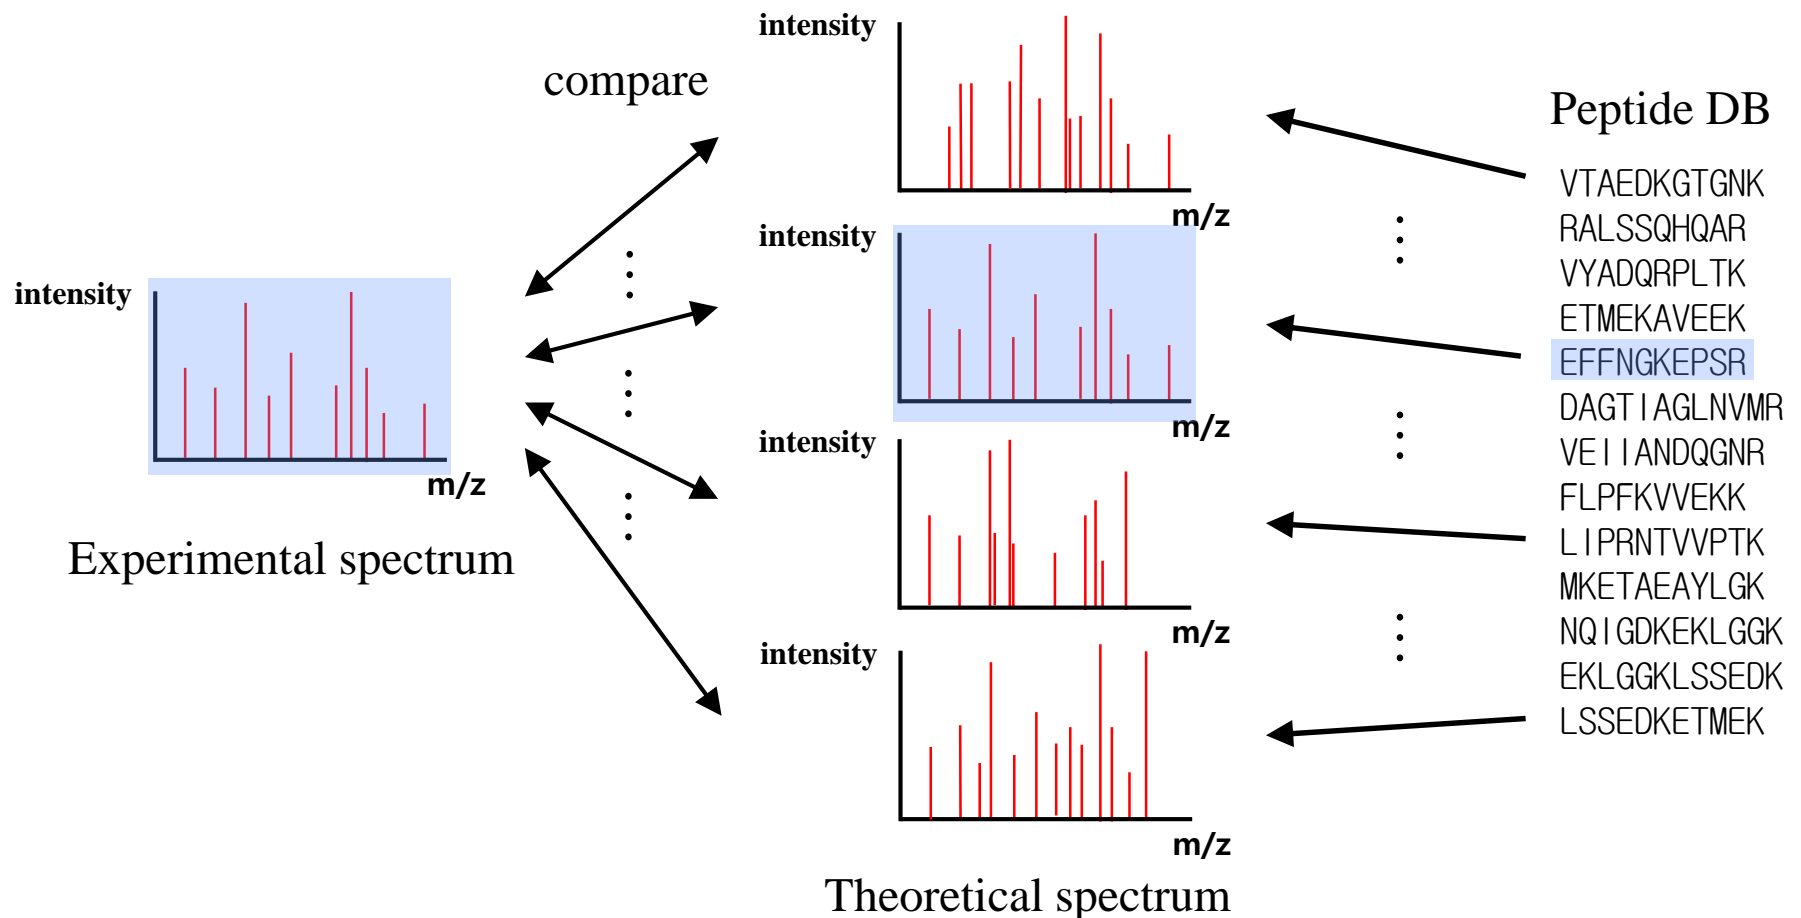 compare
intensity
m/z
Experimental spectrum
intensity
m/z
intensity
m/z
intensity
m/z
intensity
m/z
Theoretical spectrum
Peptide DB
VTAEDKGTGNK
RALSSQHQAR
VYADQRPLTK
ETMEKAVEEK
EFFNGKEPSR
DAGTIAGLNVMR
VEIIANDQGNR
FLPFKVVEKK
LIPRNTVVPTK
MKETAEAYLGK
NQIGDKEKLGGK
EKLGGKLSSEDK
LSSEDKETMEK